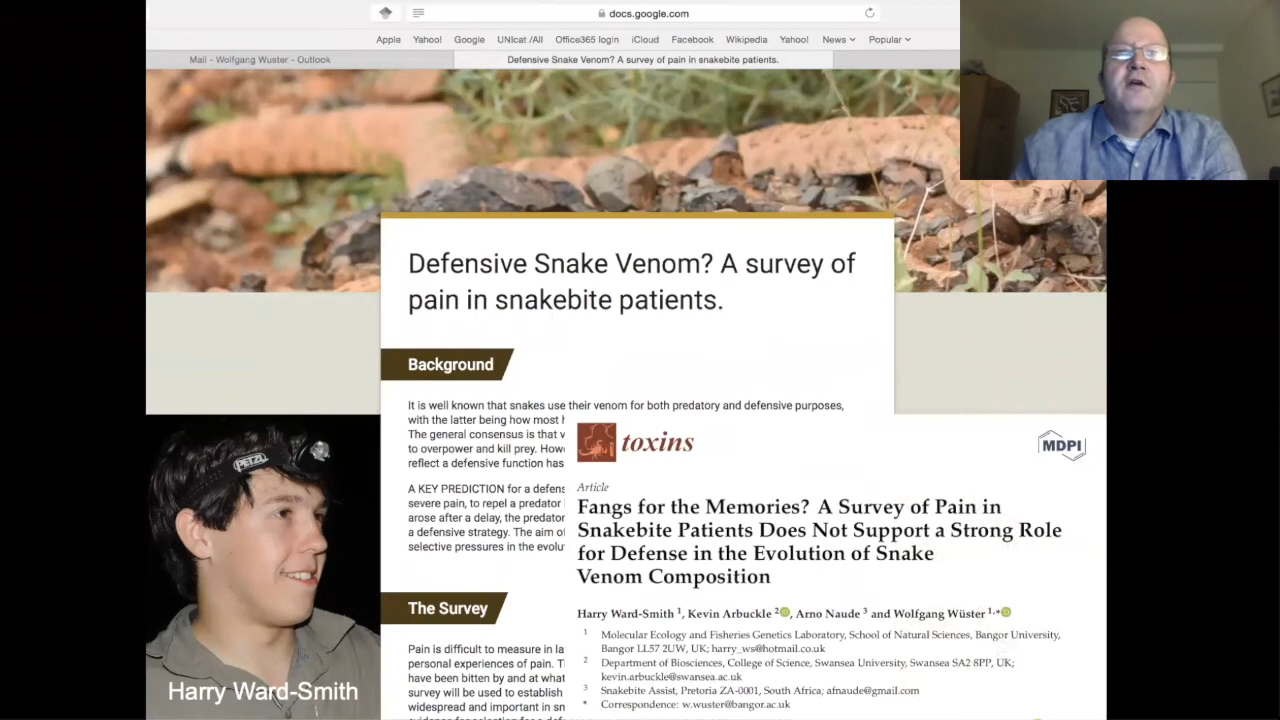 docs.google.com
Apple Yahoo! Google UNIcat /All Office365 login iCloud Facebook Wikipedia Yahoo! News Popular
Mail - Wolfgang Wuster - Outlook
Defensive Snake Venom? A survey of pain in snakebite patients.
Defensive Snake Venom? A survey of
pain in snakebite patients.
Background
It is well known that snakes use their venom for both predatory and defensive purposes,
with the latter being how most
The general consensus is that
to overpower and kill prey.
reflect a defensive function has
A KEY PREDICTION for a
severe pain, to repel a predator
arose after a delay, the predator
a defensive strategy. The aim of
selective pressures in the
The Survey
Pain is difficult to measure in
personal experiences of pain.
have been bitten by and at what
survey will be used to establish
widespread and important in
toxins
MDPI
Article
Fangs for the Memories? A Survey of Pain in
Snakebite Patients Does Not Support a Strong Role
for Defense in the Evolution of Snake
Venom Composition
Harry Ward-Smith 1, Kevin Arbuckle 2, Arno Naude 3 and Wolfgang Wüster 1,*
1 Molecular Ecology and Fisheries Genetics Laboratory, School of Natural Sciences, Bangor University,
Bangor LL57 2UW, UK; harry_ws@hotmail.co.uk
2 Department of Biosciences, College of Science, Swansea University, Swansea SA2 8PP, UK;
kevin.arbuckle@swansea.ac.uk
3 Snakebite Assist, Pretoria ZA-0001, South Africa; afnaude@gmail.com
* Correspondence: w.wuster@bangor.ac.uk
PETZL
Harry Ward-Smith